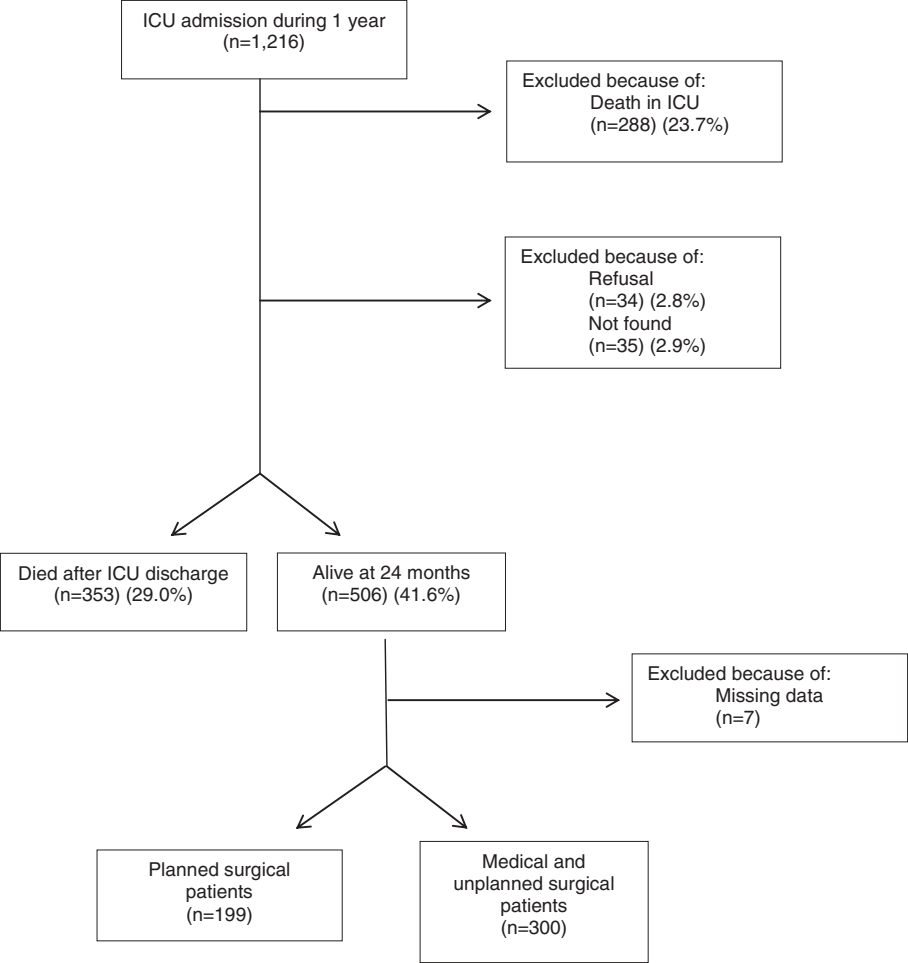 ICU admission during 1 year
(n=1,216)
Excluded because of:
Death in ICU
(n=288) (23.7%)
Excluded because of:
Refusal
(n=34) (2.8%)
Not found
(n=35) (2.9%)
Died after ICU discharge
(n=353) (29.0%)
Alive at 24 months
(n=506) (41.6%)
Excluded because of:
Missing data
(n=7)
Planned surgical
patients
(n=199)
Medical and
unplanned surgical
patients
(n=300)